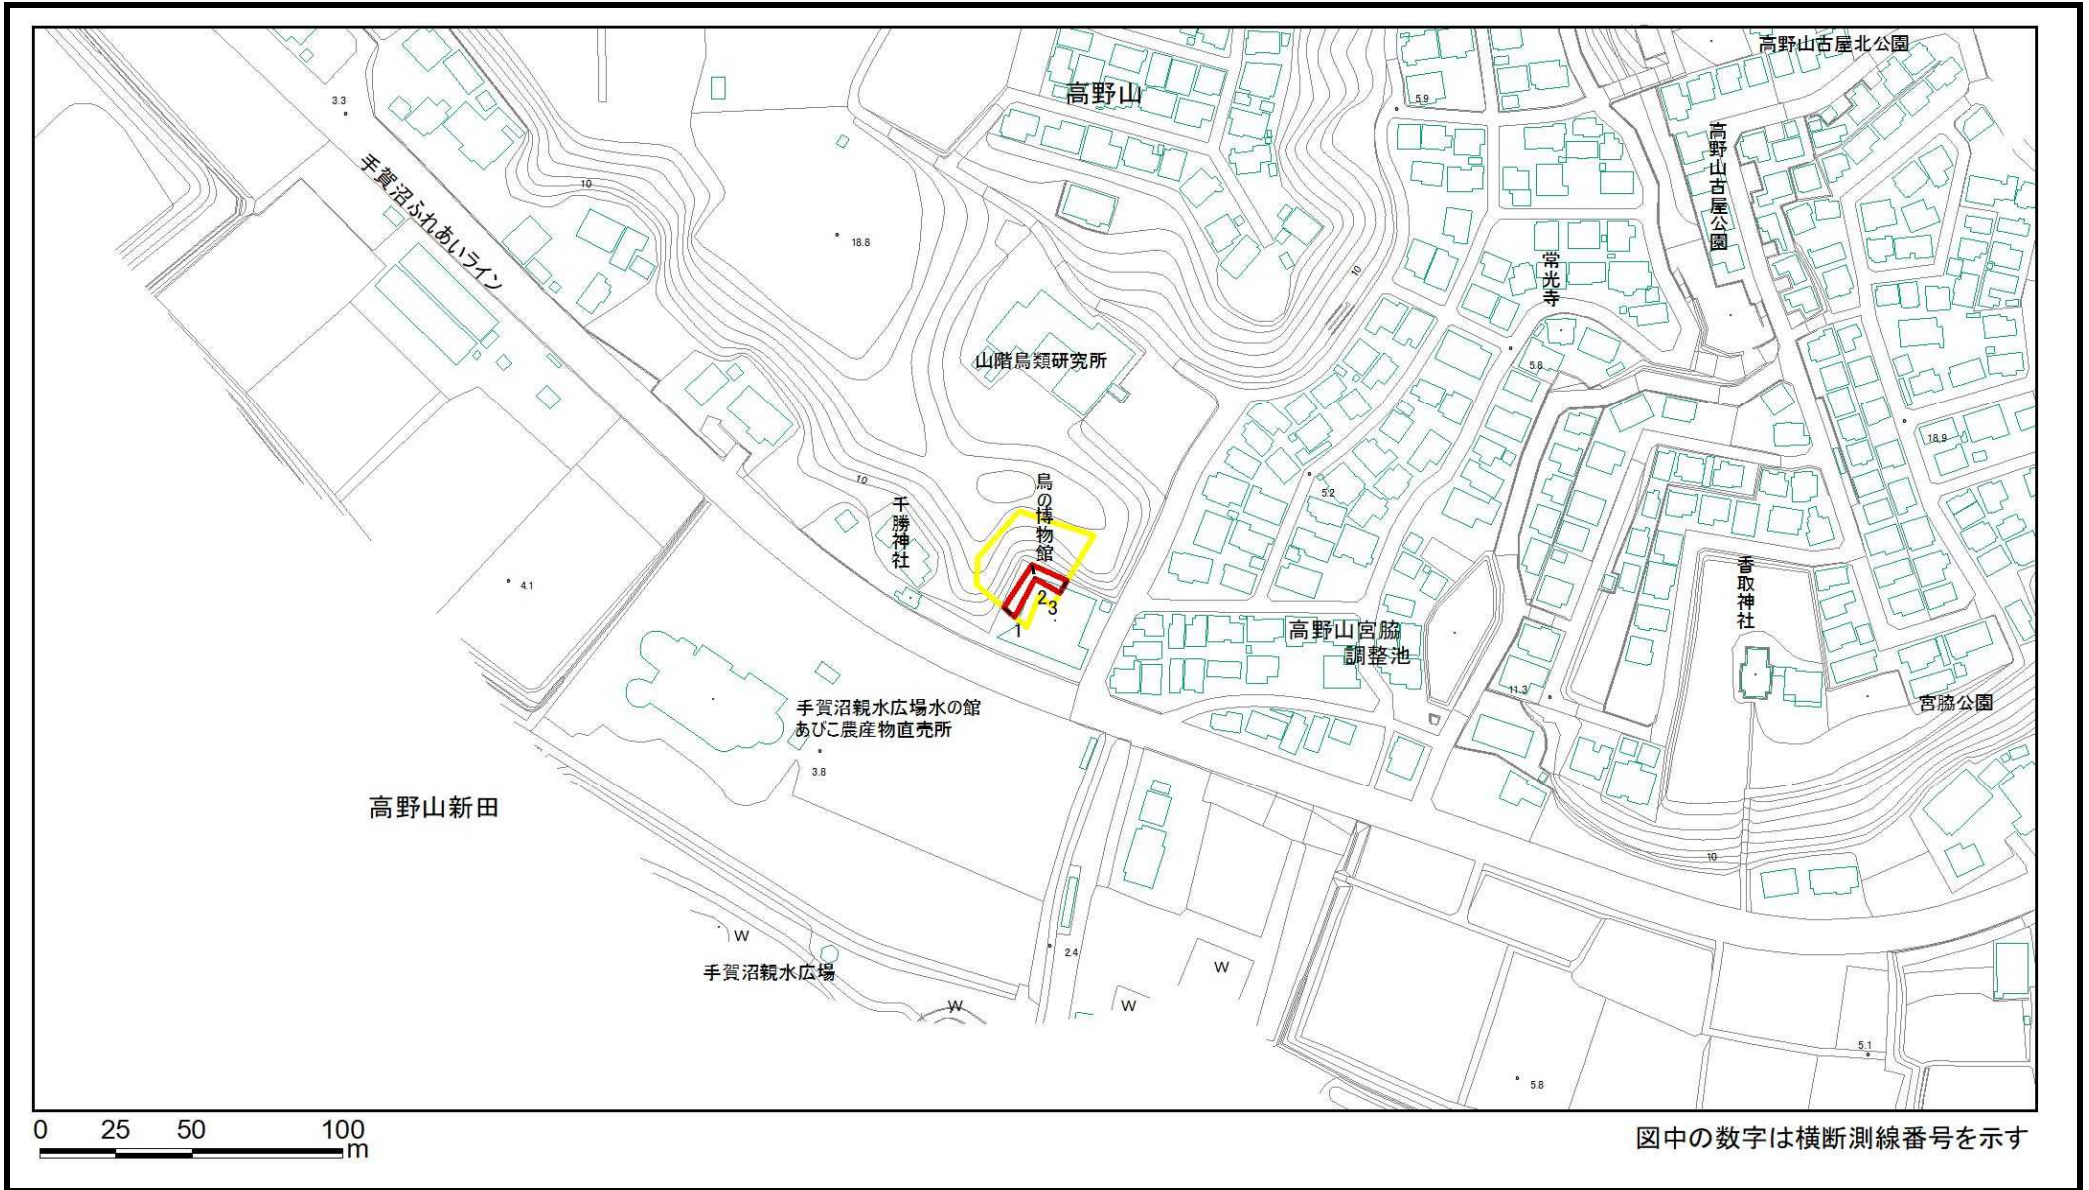 高野山古屋北公園
高野山
3.3
5.9
高野山古屋公園
手賀沼ふれあいライン
10
18.8
常光寺
10
山階鳥類研究所
5.8
18.9
10
5.2
鳥の博物館
千勝神社
4.1
香取神社
2
3
1
高野山宮脇
調整池
11.3
宮脇公園
手賀沼親水広場水の館
あびこ農産物直売所
3.8
高野山新田
10
W
2.4
手賀沼親水広場
W
W
W
5.1
5.8
0 25 50 100
m
図中の数字は横断測線番号を示す